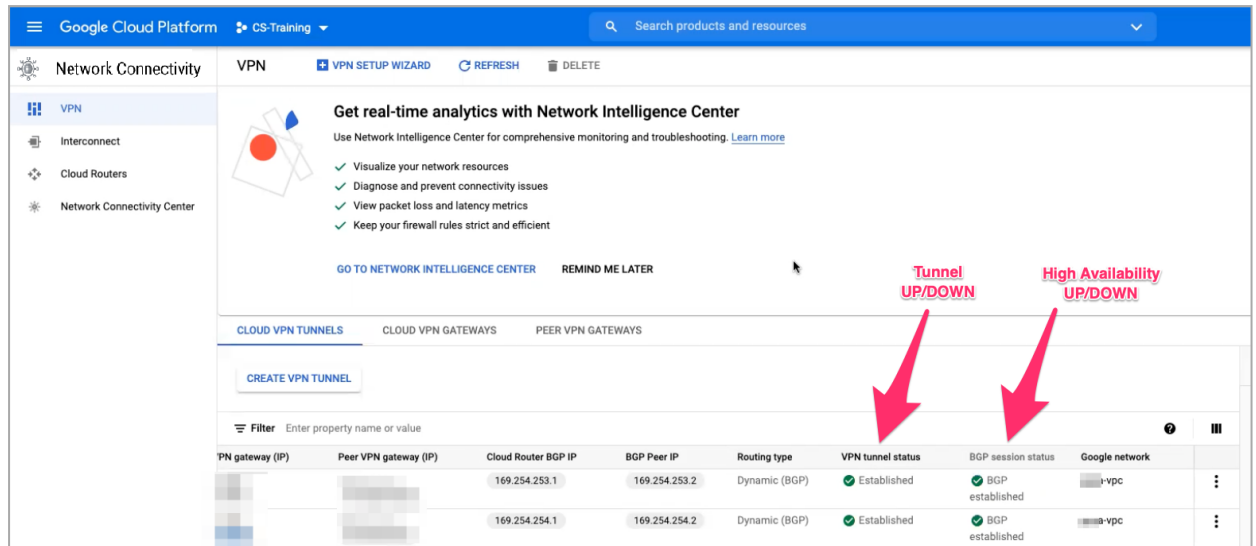 Google Cloud Platform CS-Training Search products and resources
Network Connectivity VPN VPN SETUP WIZARD REFRESH DELETE
VPN
Interconnect
Cloud Routers
Network Connectivity Center
Get real-time analytics with Network Intelligence Center
Use Network Intelligence Center for comprehensive monitoring and troubleshooting. Learn more
Visualize your network resources
Diagnose and prevent connectivity issues
View packet loss and latency metrics
Keep your firewall rules strict and efficient
GO TO NETWORK INTELLIGENCE CENTER REMIND ME LATER
Tunnel
UP/DOWN
High Availability
UP/DOWN
CLOUD VPN TUNNELS CLOUD VPN GATEWAYS PEER VPN GATEWAYS
CREATE VPN TUNNEL
Filter Enter property name or value
PN gateway (IP) Peer VPN gateway (IP) Cloud Router BGP IP BGP Peer IP Routing type VPN tunnel status BGP session status Google network
169.254.253.1 169.254.253.2 Dynamic (BGP) Established BGP established a-vpc
169.254.254.1 169.254.254.2 Dynamic (BGP) Established BGP established a-vpc